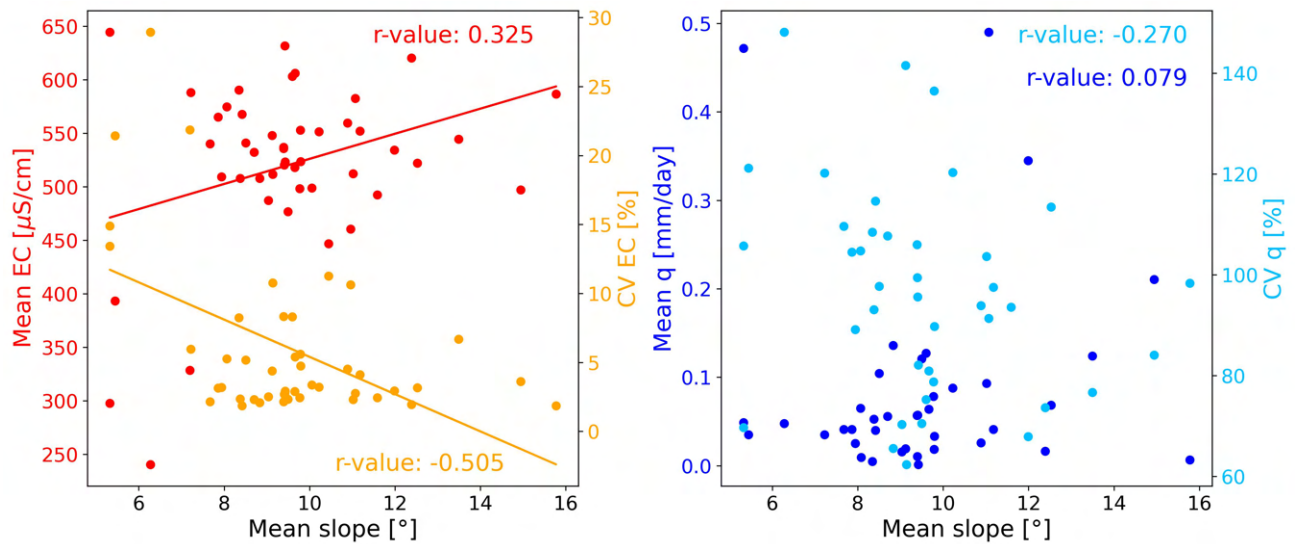 650
600
550
500
450
400
350
300
250
Mean EC [µS/cm]
r-value: 0.325
r-value: -0.505
30
25
20
15
10
5
0
CV EC [%]
6 8 10 12 14 16
Mean slope [°]
0.5
0.4
0.3
0.2
0.1
0.0
Mean q [mm/day]
r-value: -0.270
r-value: 0.079
140
120
100
80
60
CV q [%]
6 8 10 12 14 16
Mean slope [°]